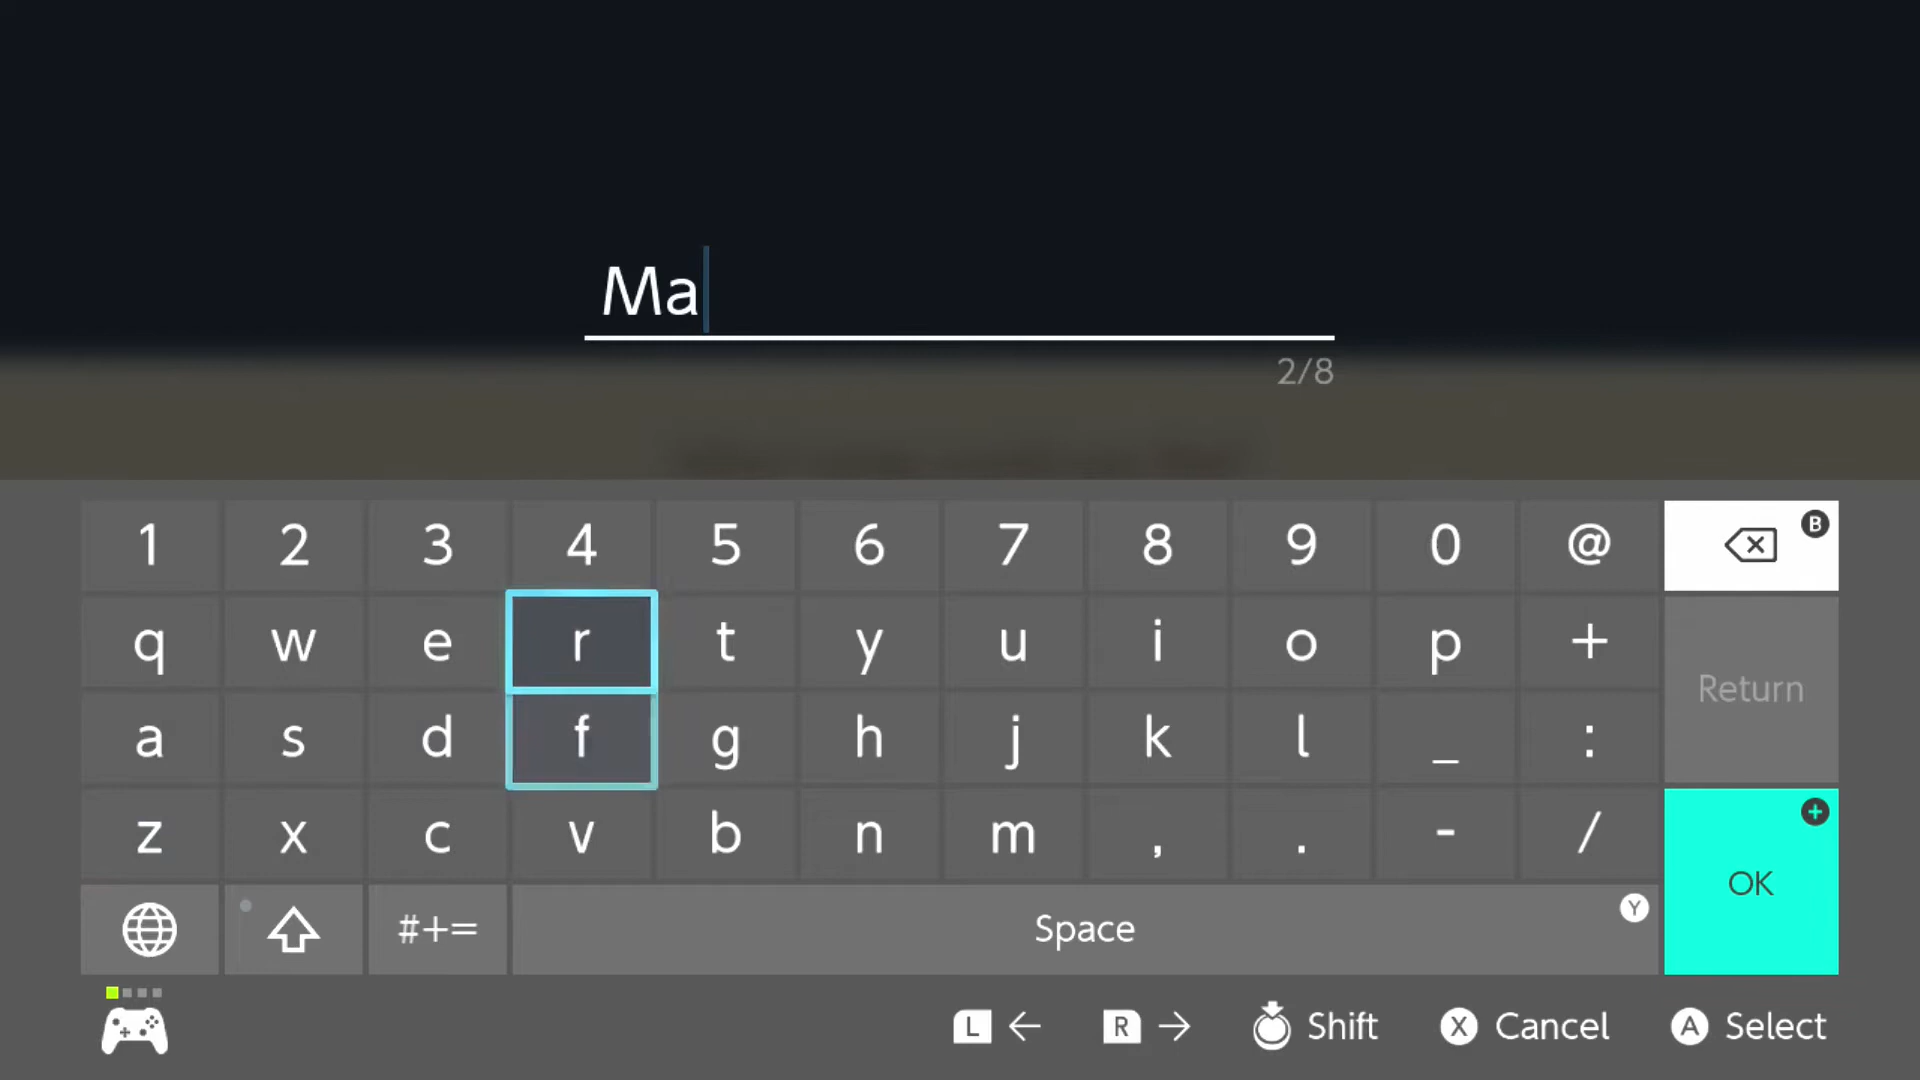 Ma
2/8
1 2 3 4 5 6 7 8 9 0 @ B
q w e r t y u i o p +
Return
a s d f g h j k l _ :
z x c v b n m , . - / +
OK
#+= Space Y
L ← R → Shift X Cancel A Select